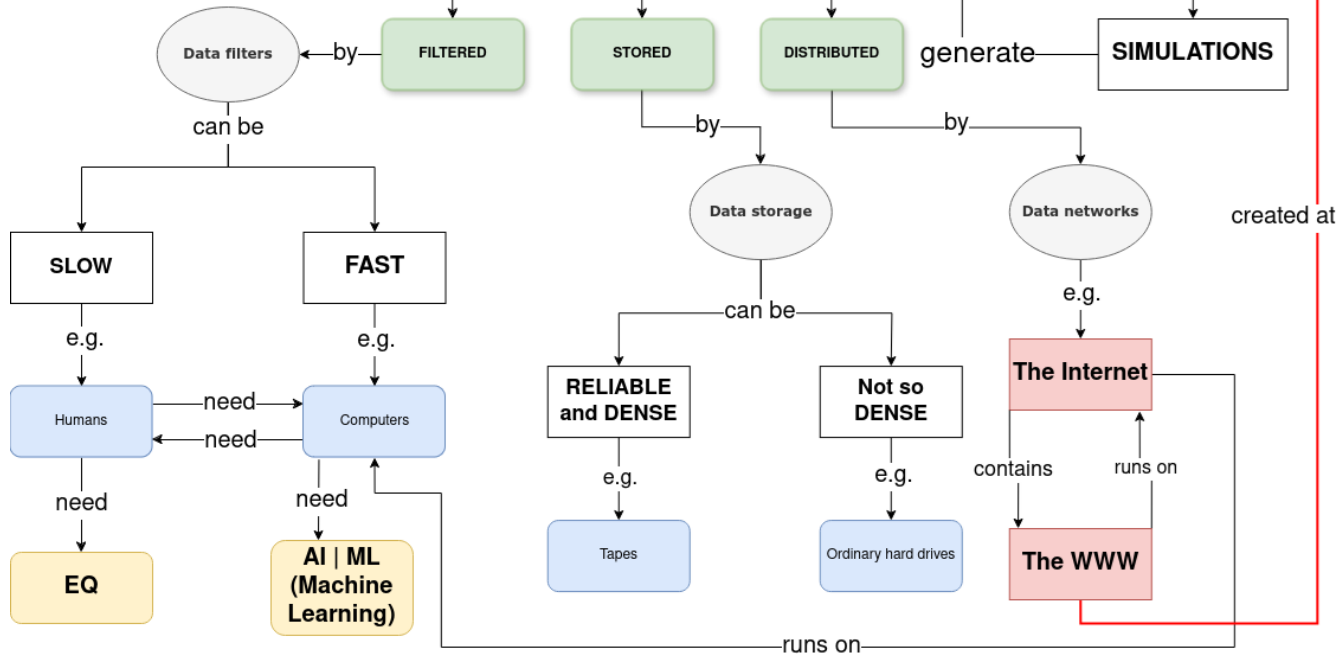 Data filters
by
FILTERED
STORED
DISTRIBUTED
generate
SIMULATIONS
can be
by
by
Data storage
Data networks
created at
SLOW
FAST
can be
e.g.
e.g.
e.g.
e.g.
e.g.
Humans
need
need
Computers
RELIABLE
and DENSE
Not so
DENSE
The Internet
contains
runs on
need
need
EQ
AI | ML
(Machine
Learning)
Tapes
Ordinary hard drives
The WWW
runs on